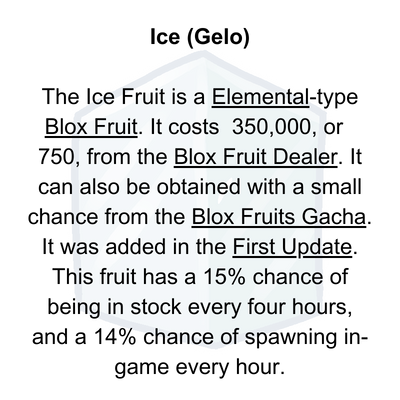 Ice (Gelo)
The Ice Fruit is a Elemental-type
Blox Fruit. It costs  350,000, or
750, from the Blox Fruit Dealer. It
can also be obtained with a small
chance from the Blox Fruits Gacha.
It was added in the First Update.
This fruit has a 15% chance of
being in stock every four hours,
and a 14% chance of spawning in-
game every hour.